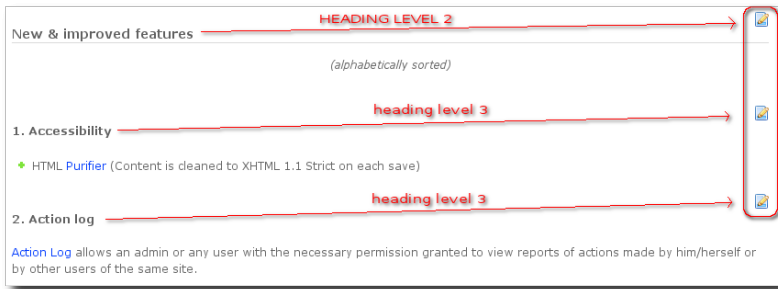 HEADING LEVEL 2
New & improved features
(alphabetically sorted)
heading level 3
1. Accessibility
HTML Purifier (Content is cleaned to XHTML 1.1 Strict on each save)
heading level 3
2. Action log
Action Log allows an admin or any user with the necessary permission granted to view reports of actions made by him/herself or
by other users of the same site.